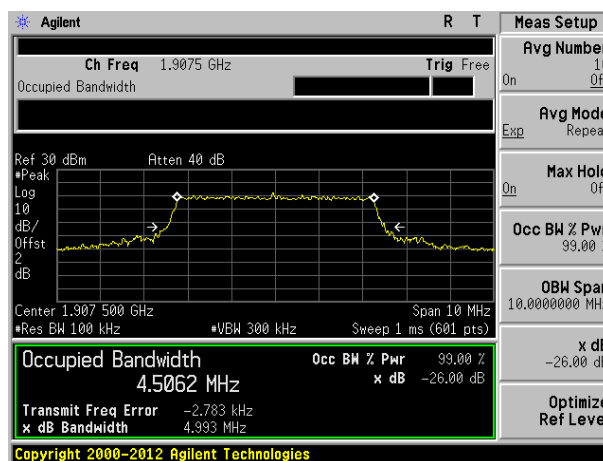 Agilent R T Meas Setup
Ch Freq 1.9075 GHz Trig Free
Occupied Bandwidth
Avg Number
10
On Off
Avg Mode
Exp Repeat
Max Hold
On Off
Occ BW % Pwr
99.00 %
OBW Span
10.0000000 MHz
x dB
-26.00 dB
Optimize
Ref Level
Ref 30 dBm Atten 40 dB
#Peak
Log
10
dB/
Offst
2
dB
Center 1.907 500 GHz Span 10 MHz
#Res BW 100 kHz #VBW 300 kHz Sweep 1 ms (601 pts)
Occupied Bandwidth Occ BW % Pwr 99.00 %
4.5062 MHz x dB -26.00 dB
Transmit Freq Error -2.783 kHz
x dB Bandwidth 4.993 MHz
Copyright 2000-2012 Agilent Technologies